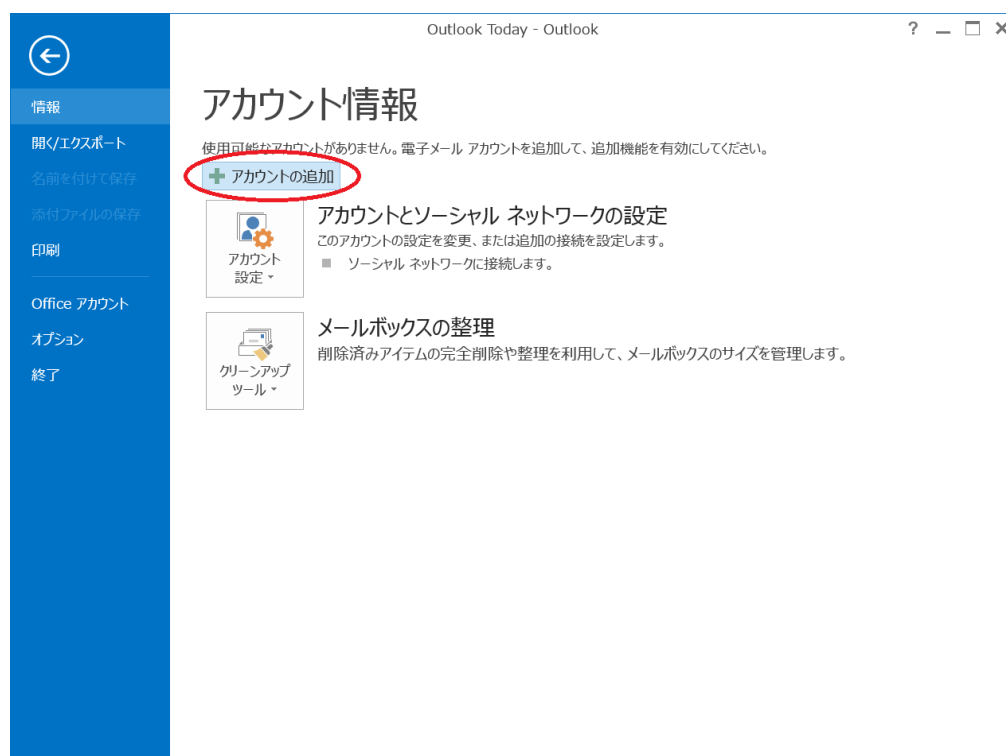 Outlook Today - Outlook
?
情報
開く/エクスポート
名前を付けて保存
添付ファイルの保存
印刷
Office アカウント
オプション
終了
アカウント情報
使用可能なアカウントがありません。電子メール アカウントを追加して、追加機能を有効にしてください。
アカウントの追加
アカウント
設定
アカウントとソーシャル ネットワークの設定
このアカウントの設定を変更、または追加の接続を設定します。
ソーシャル ネットワークに接続します。
クリーンアップ
ツール
メールボックスの整理
削除済みアイテムの完全削除や整理を利用して、メールボックスのサイズを管理します。